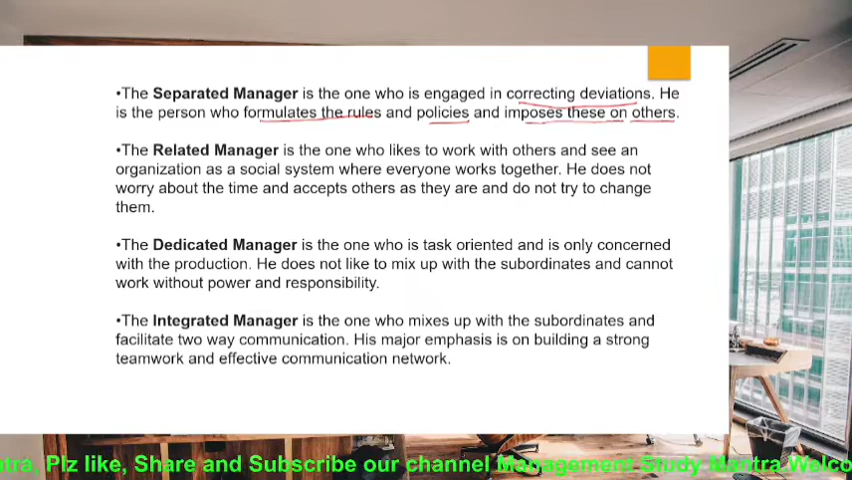 •The Separated Manager is the one who is engaged in correcting deviations. He
is the person who formulates the rules and policies and imposes these on others.
•The Related Manager is the one who likes to work with others and see an
organization as a social system where everyone works together. He does not
worry about the time and accepts others as they are and do not try to change
them.
•The Dedicated Manager is the one who is task oriented and is only concerned
with the production. He does not like to mix up with the subordinates and cannot
work without power and responsibility.
•The Integrated Manager is the one who mixes up with the subordinates and
facilitate two way communication. His major emphasis is on building a strong
teamwork and effective communication network.
ntra, Plz like, Share and Subscribe our channel Management Study Mantra Welco